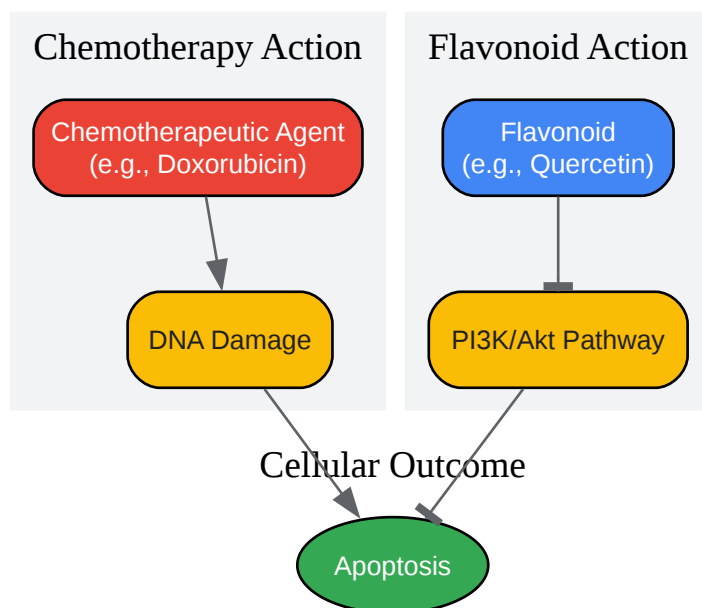 Chemotherapy Action
Flavonoid Action
Chemotherapeutic Agent
(e.g., Doxorubicin)
Flavonoid
(e.g., Quercetin)
DNA Damage
PI3K/Akt Pathway
Cellular Outcome
Apoptosis